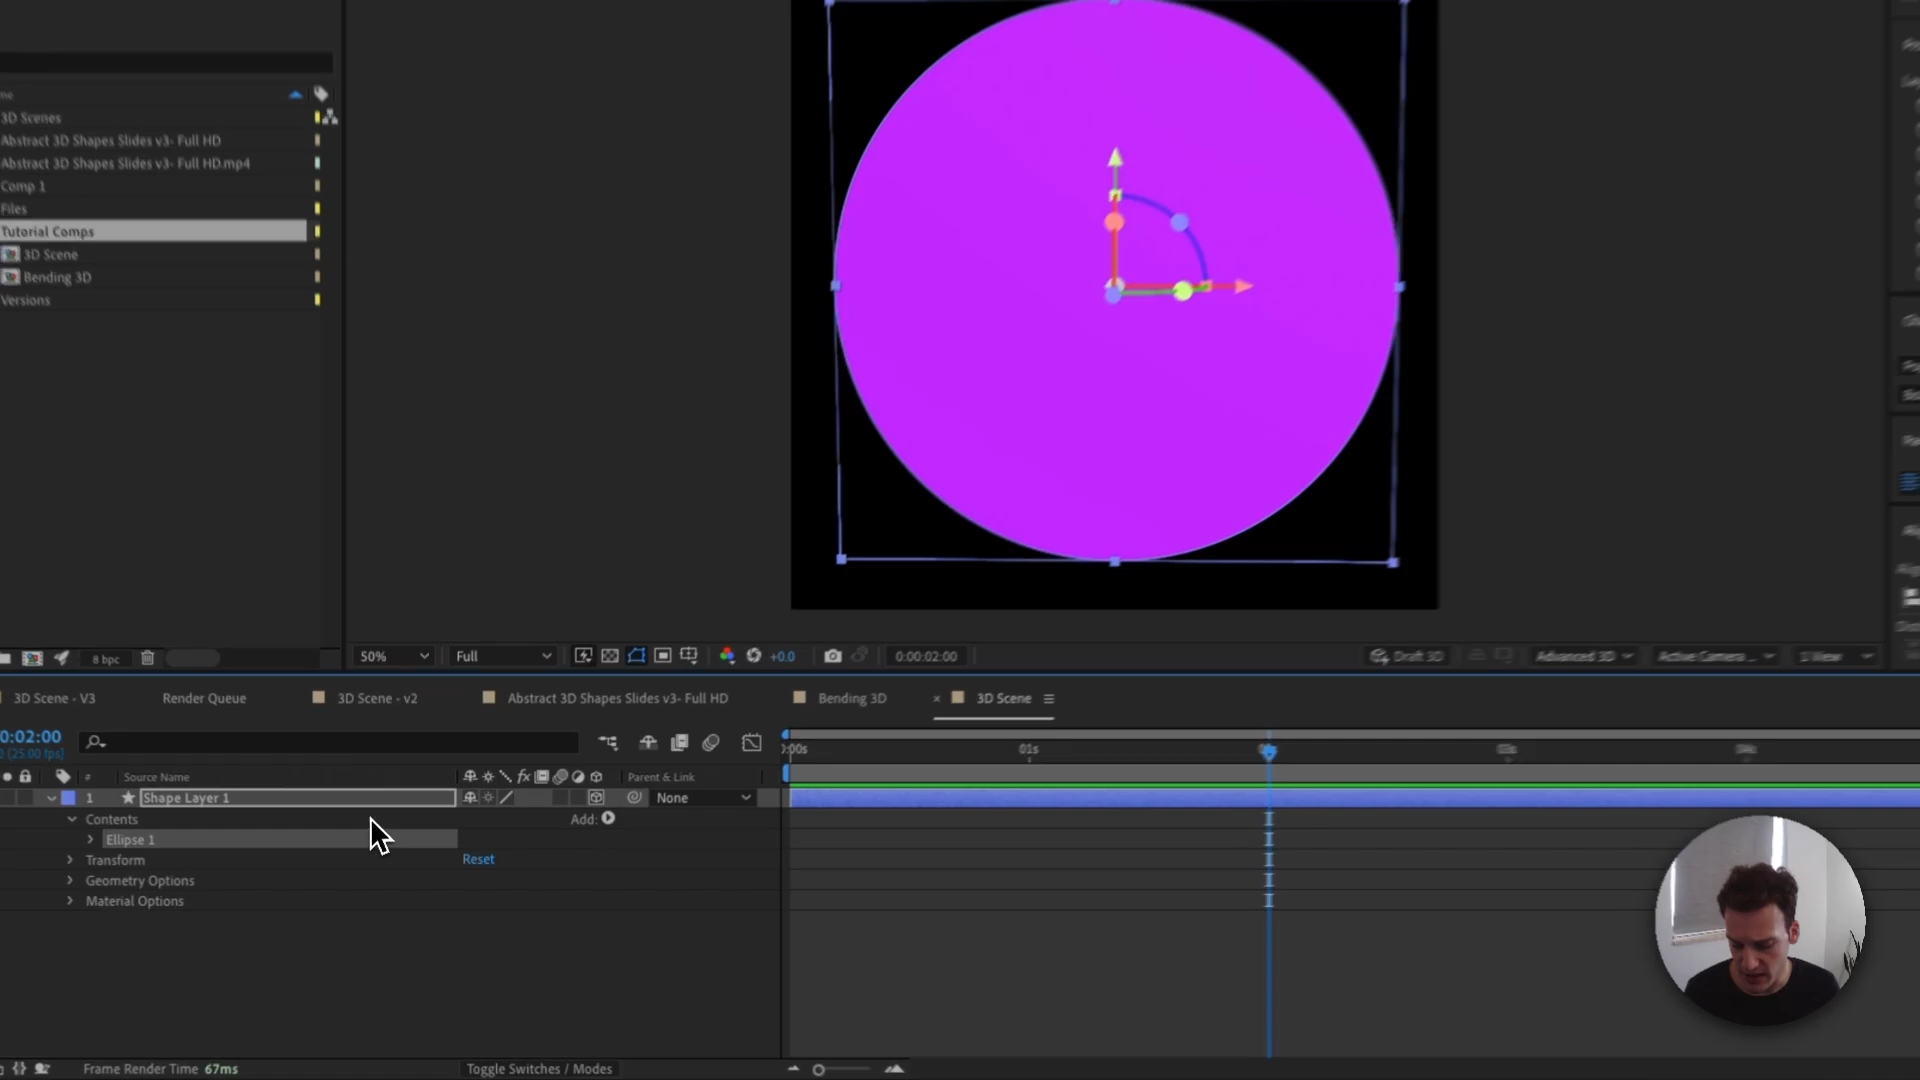 me
3D Scenes
Abstract 3D Shapes Slides v3- Full HD
Abstract 3D Shapes Slides v3- Full HD.mp4
Comp 1
Files
Tutorial Comps
3D Scene
Bending 3D
Versions
8 bpc
50%
Full
+0.0
0:00:02:00
Draft 3D
Advanced 3D
Active Camera ...
1 View
3D Scene - V3
Render Queue
3D Scene - v2
Abstract 3D Shapes Slides v3- Full HD
Bending 3D
× 3D Scene
0:02:00
(25.00 fps)
0:00s
01s
# Source Name
fx
Parent & Link
1 Shape Layer 1
None
Contents
Add:
Ellipse 1
Transform
Reset
Geometry Options
Material Options
Frame Render Time 67ms
Toggle Switches / Modes